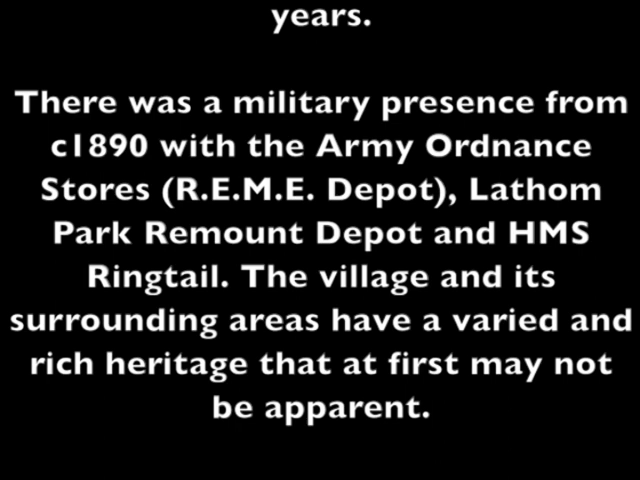 years.
There was a military presence from
c1890 with the Army Ordnance
Stores (R.E.M.E. Depot), Lathom
Park Remount Depot and HMS
Ringtail. The village and its
surrounding areas have a varied and
rich heritage that at first may not
be apparent.